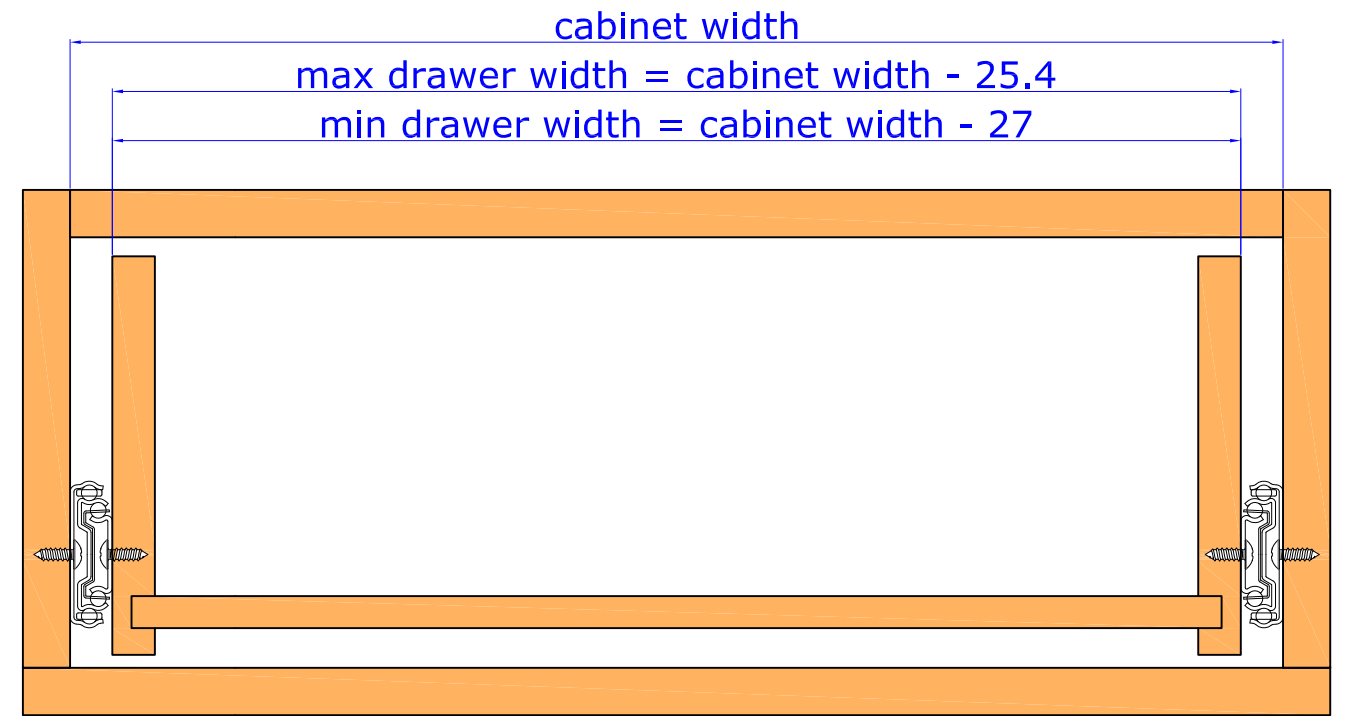 cabinet width
max drawer width = cabinet width - 25.4
min drawer width = cabinet width - 27